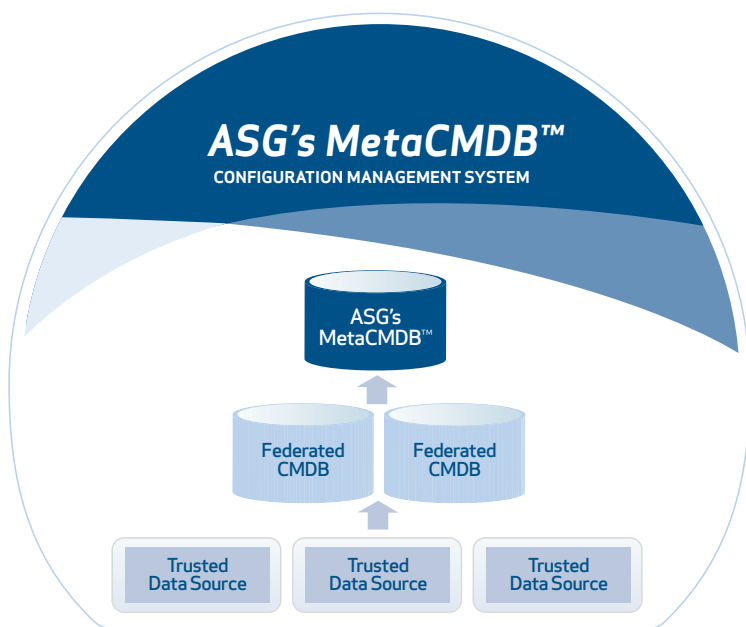 ASG's MetaCMDB™
CONFIGURATION MANAGEMENT SYSTEM
ASG's
MetaCMDB™
Federated
CMDB
Federated
CMDB
Trusted
Data Source
Trusted
Data Source
Trusted
Data Source